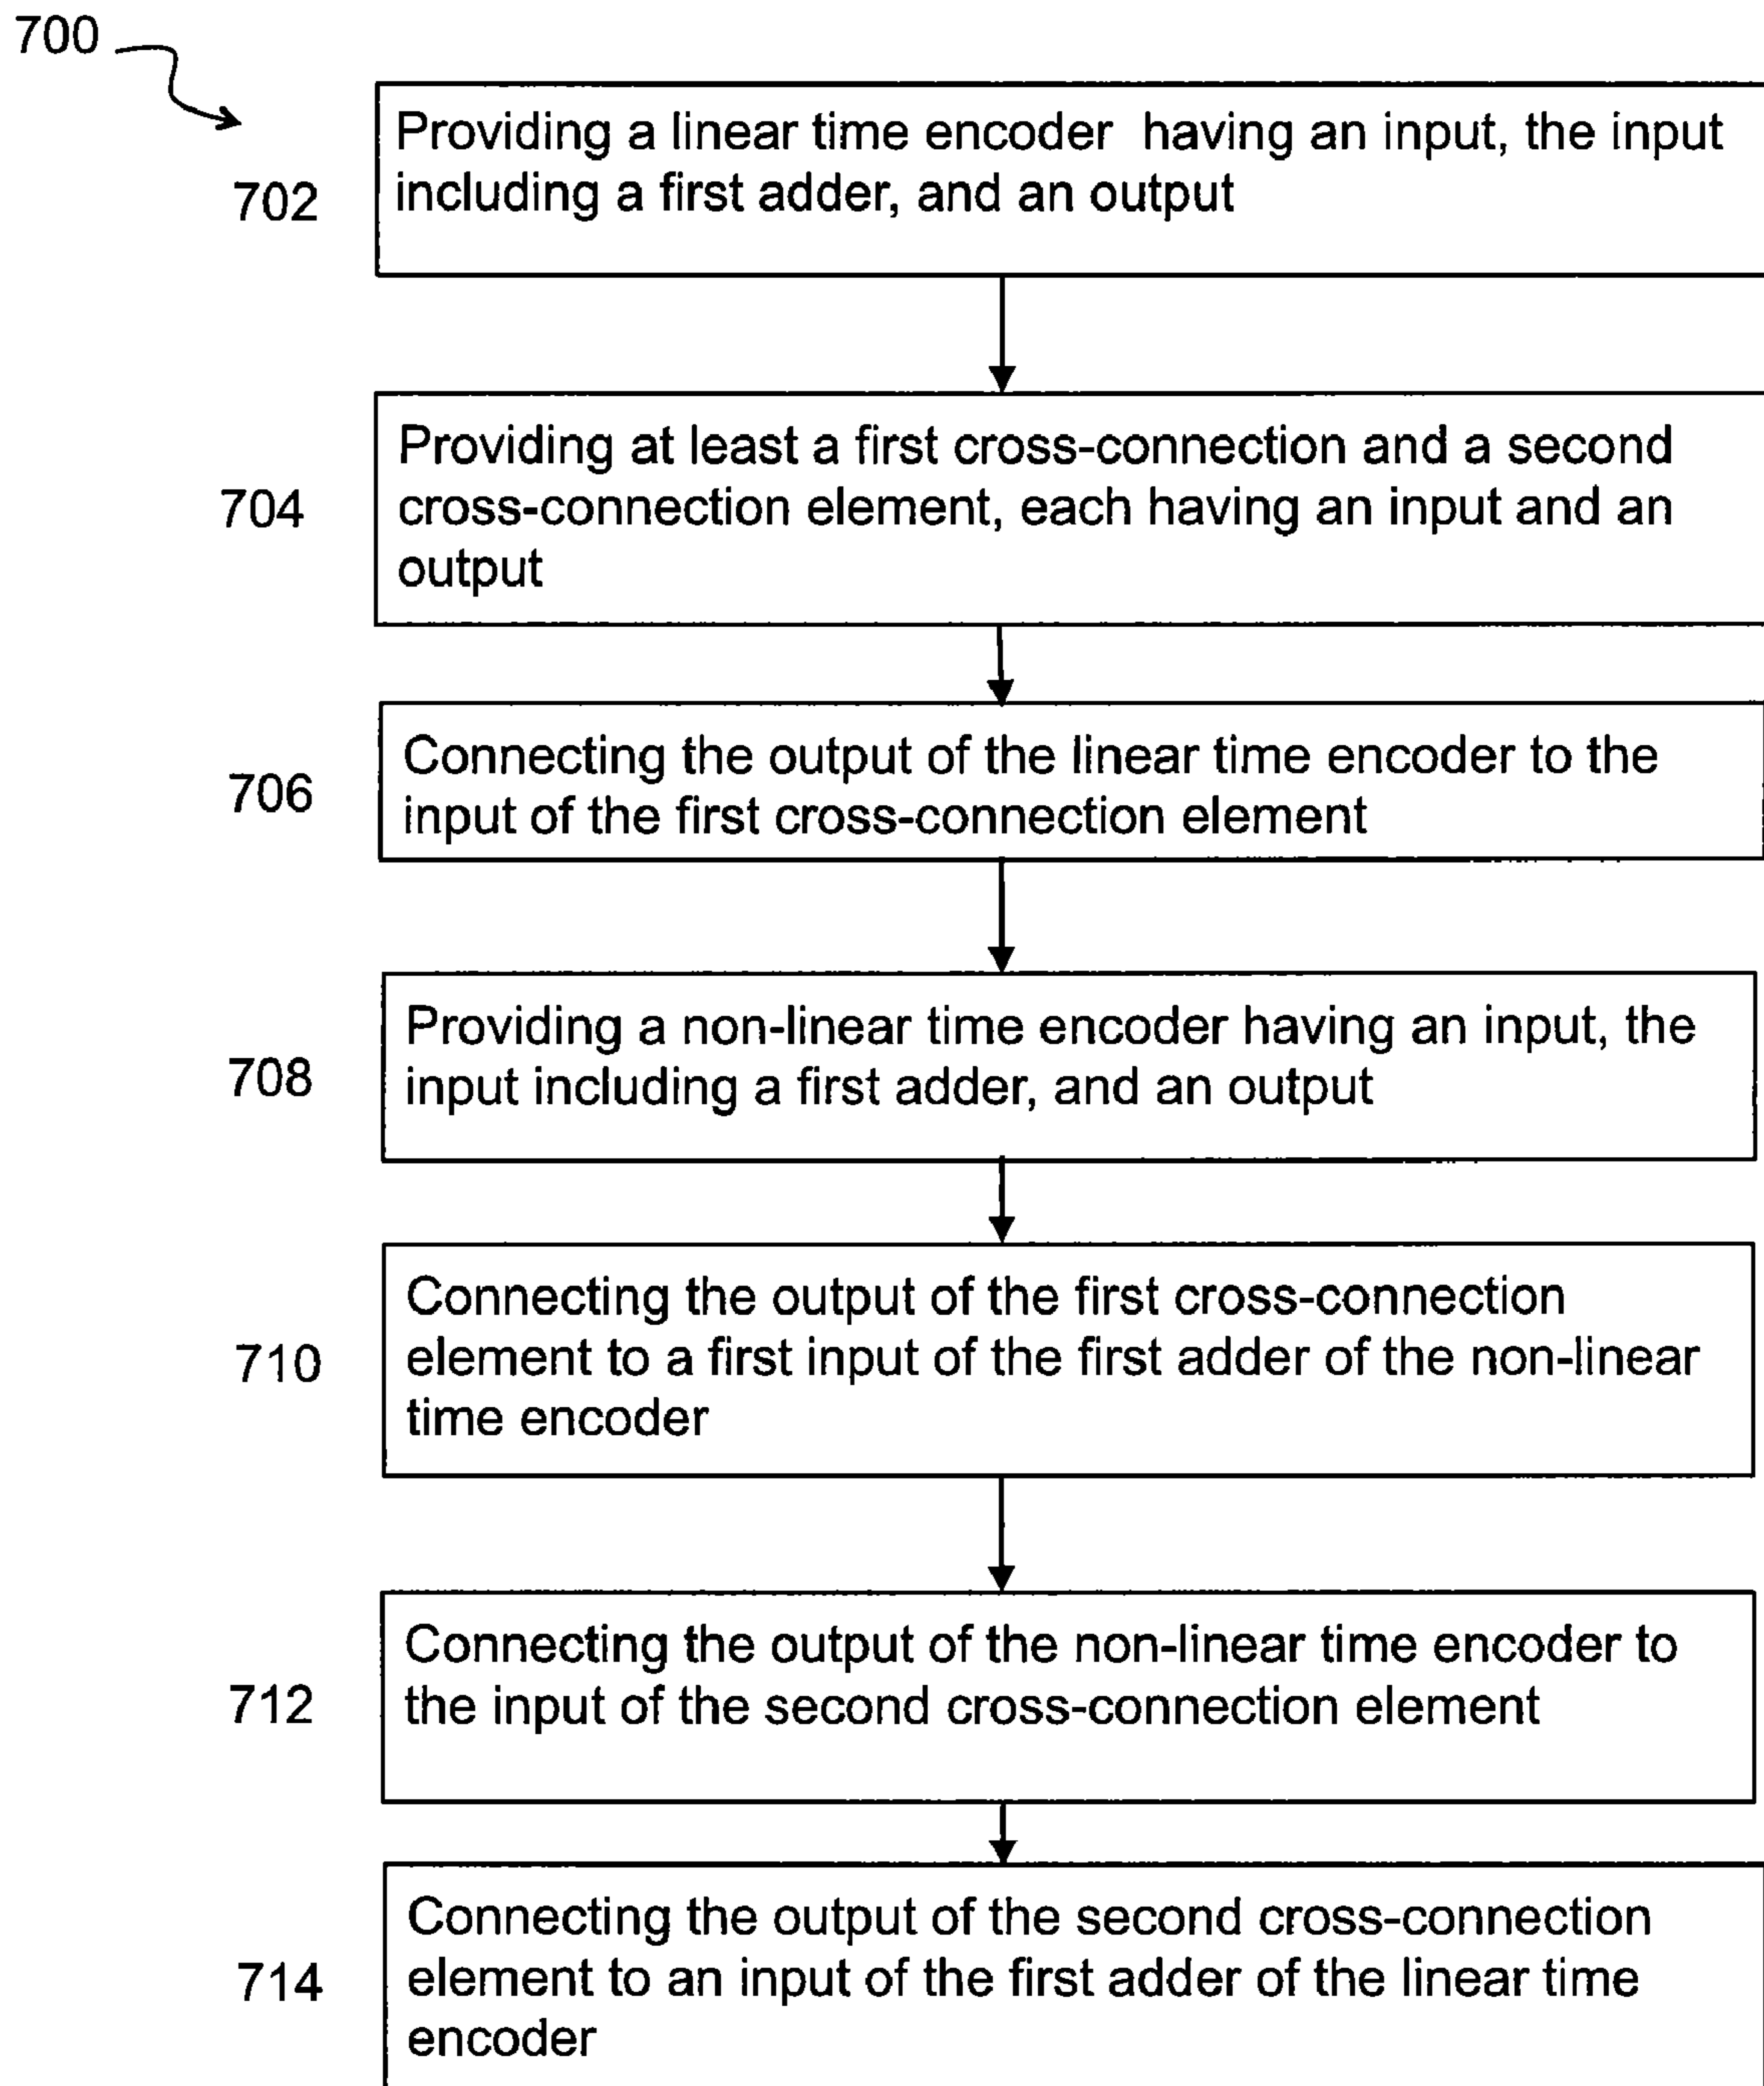 700
702
Providing a linear time encoder having an input, the input
including a first adder, and an output
704
Providing at least a first cross-connection and a second
cross-connection element, each having an input and an
output
706
Connecting the output of the linear time encoder to the
input of the first cross-connection element
708
Providing a non-linear time encoder having an input, the
input including a first adder, and an output
710
Connecting the output of the first cross-connection
element to a first input of the first adder of the non-linear
time encoder
712
Connecting the output of the non-linear time encoder to
the input of the second cross-connection element
714
Connecting the output of the second cross-connection
element to an input of the first adder of the linear time
encoder